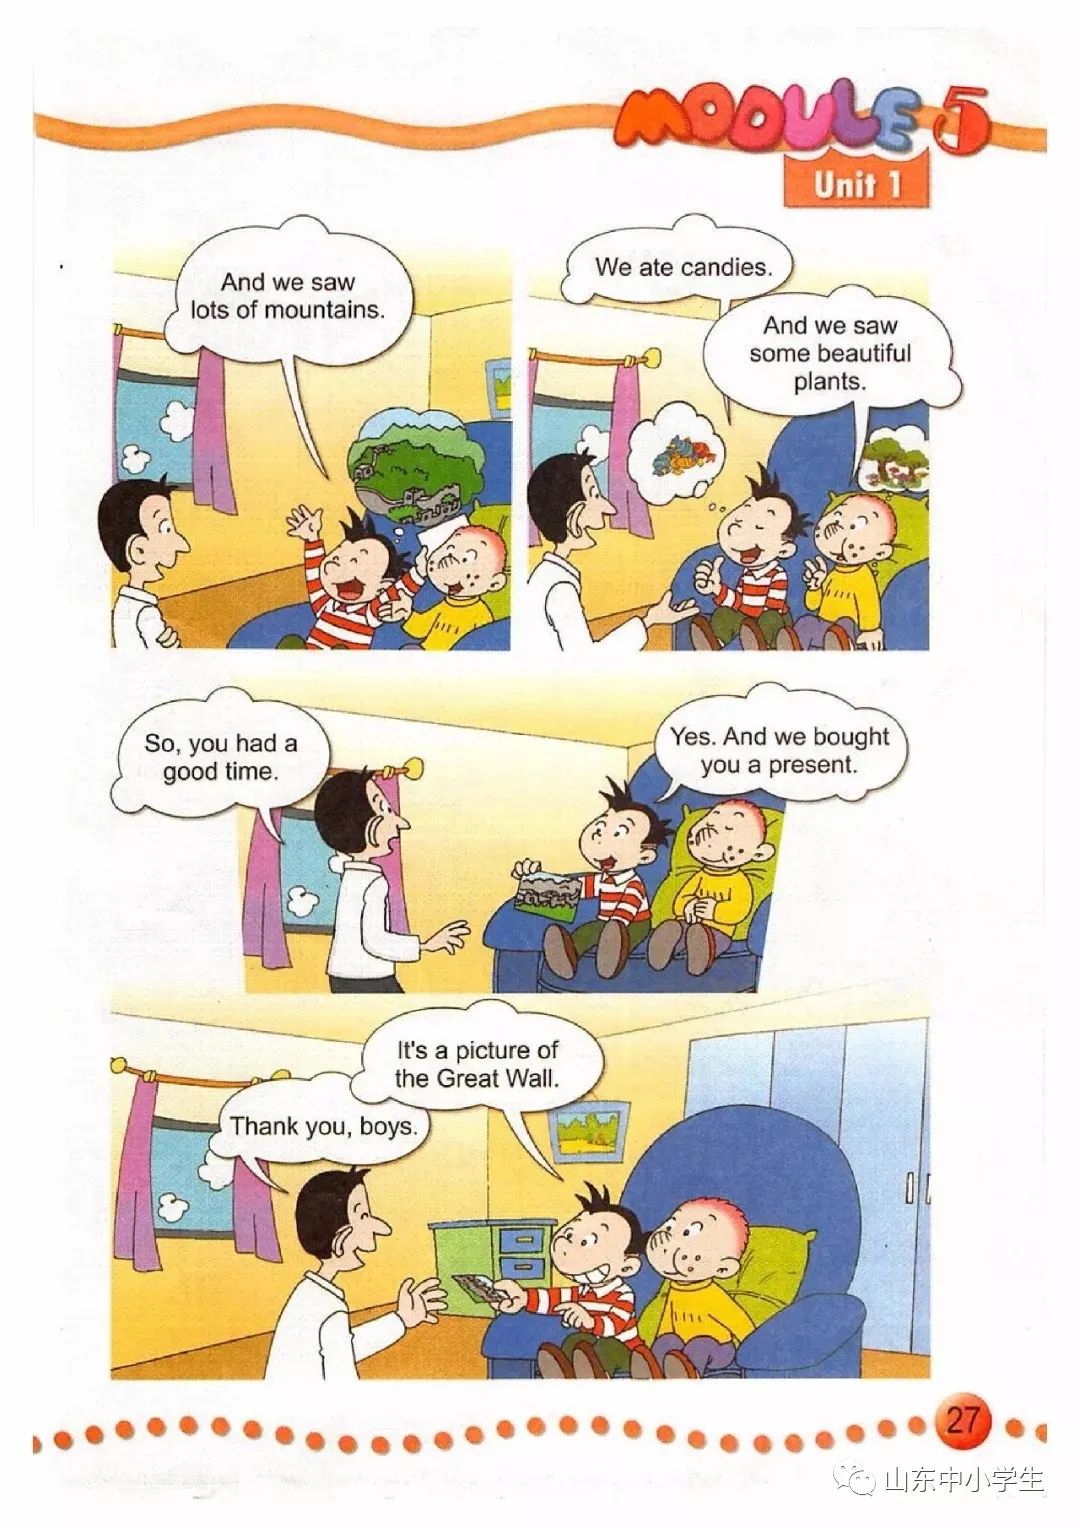 MODULE 5
Unit 1
And we saw
lots of mountains.
We ate candies.
And we saw
some beautiful
plants.
So, you had a
good time.
Yes. And we bought
you a present.
It's a picture of
the Great Wall.
Thank you, boys.
27
山东中小学生